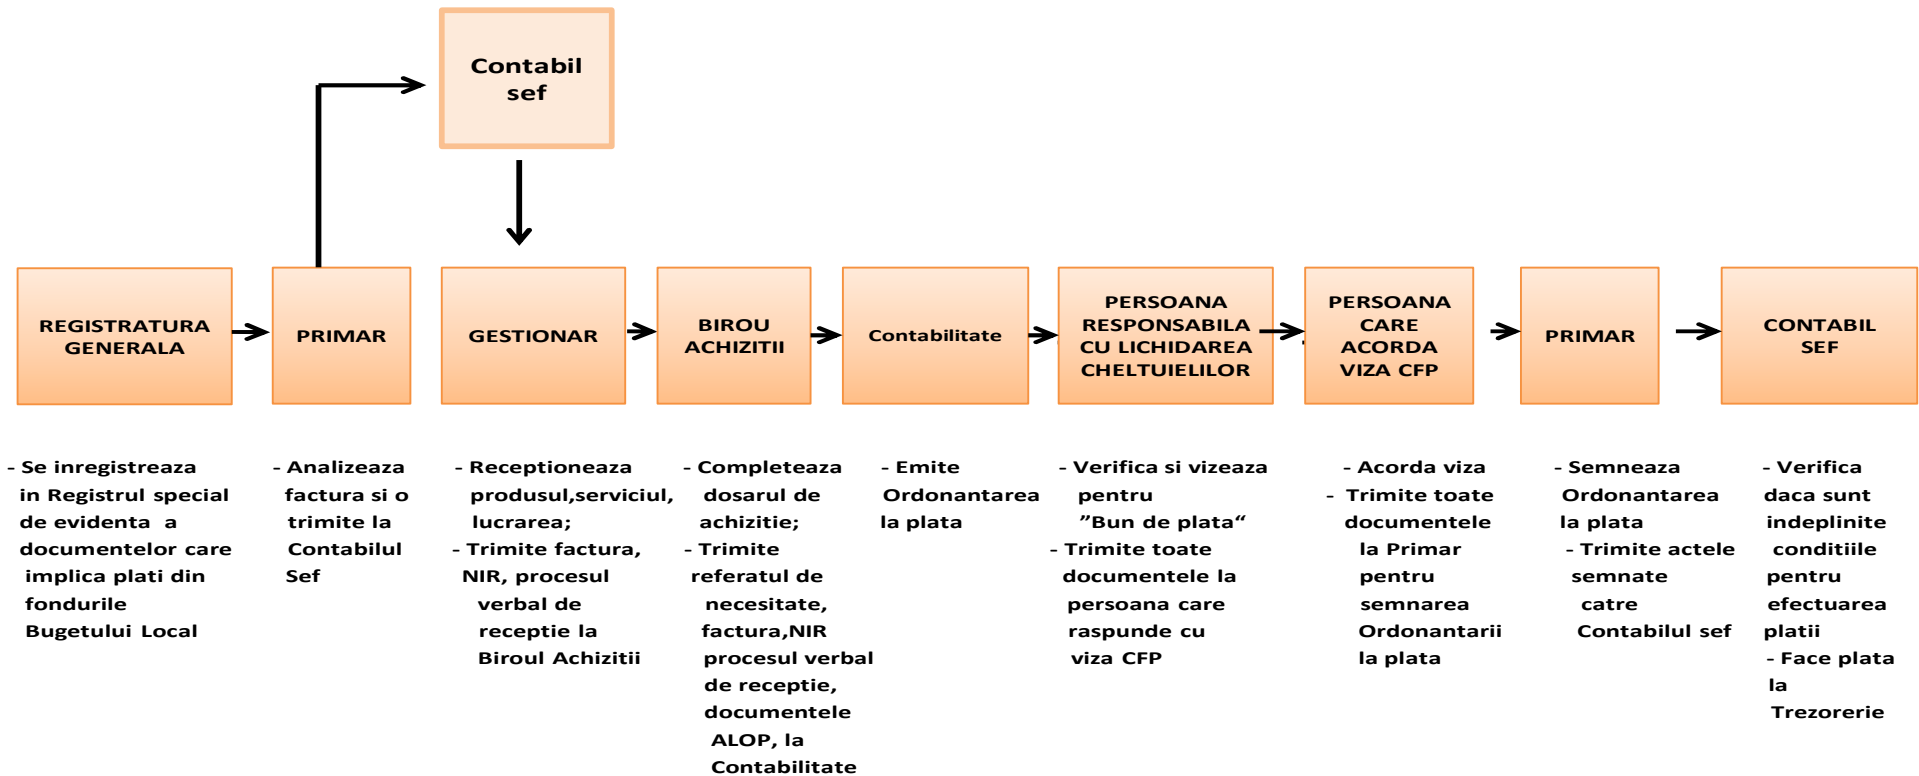 Contabil
sef
REGISTRATURA
GENERALA
PRIMAR
GESTIONAR
BIROU
ACHIZITII
Contabilitate
PERSOANA
RESPONSABILA
CU LICHIDAREA
CHELTUIELILOR
PERSOANA
CARE
ACORDA
VIZA CFP
PRIMAR
CONTABIL
SEF
- Se inregistreaza
in Registrul special
de evidenta a
documentelor care
implica plati din
fondurile
Bugetului Local
- Analizeaza
factura si o
trimite la
Contabilul
Sef
- Receptioneaza
produsul,serviciul,
lucrarea;
- Trimite factura,
NIR, procesul
verbal de
receptie la
Biroul Achizitii
- Completeaza
dosarul de
achizitie;
- Trimite
referatul de
necesitate,
factura,NIR
procesul verbal
de receptie,
documentele
ALOP, la
Contabilitate
- Emite
Ordonantarea
la plata
- Verifica si vizeaza
pentru
”Bun de plata“
- Trimite toate
documentele la
persoana care
raspunde cu
viza CFP
- Acorda viza
- Trimite toate
documentele
la Primar
pentru
semnarea
Ordonantarii
la plata
- Semneaza
Ordonantarea
la plata
- Trimite actele
semnate
catre
Contabilul sef
- Verifica
daca sunt
indeplinite
conditiile
pentru
efectuarea
platii
- Face plata
la
Trezorerie